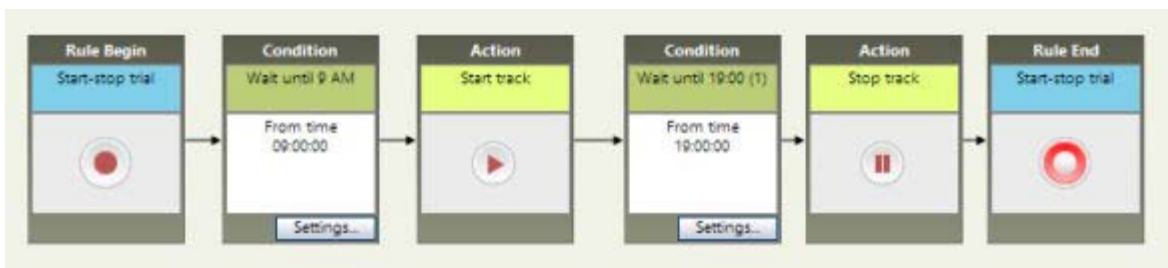 Rule Begin
Start-stop trial
Condition
Wait until 9 AM
From time
09:00:00
Settings...
Action
Start track
Condition
Wait until 19:00 (1)
From time
19:00:00
Settings...
Action
Stop track
Rule End
Start-stop trial